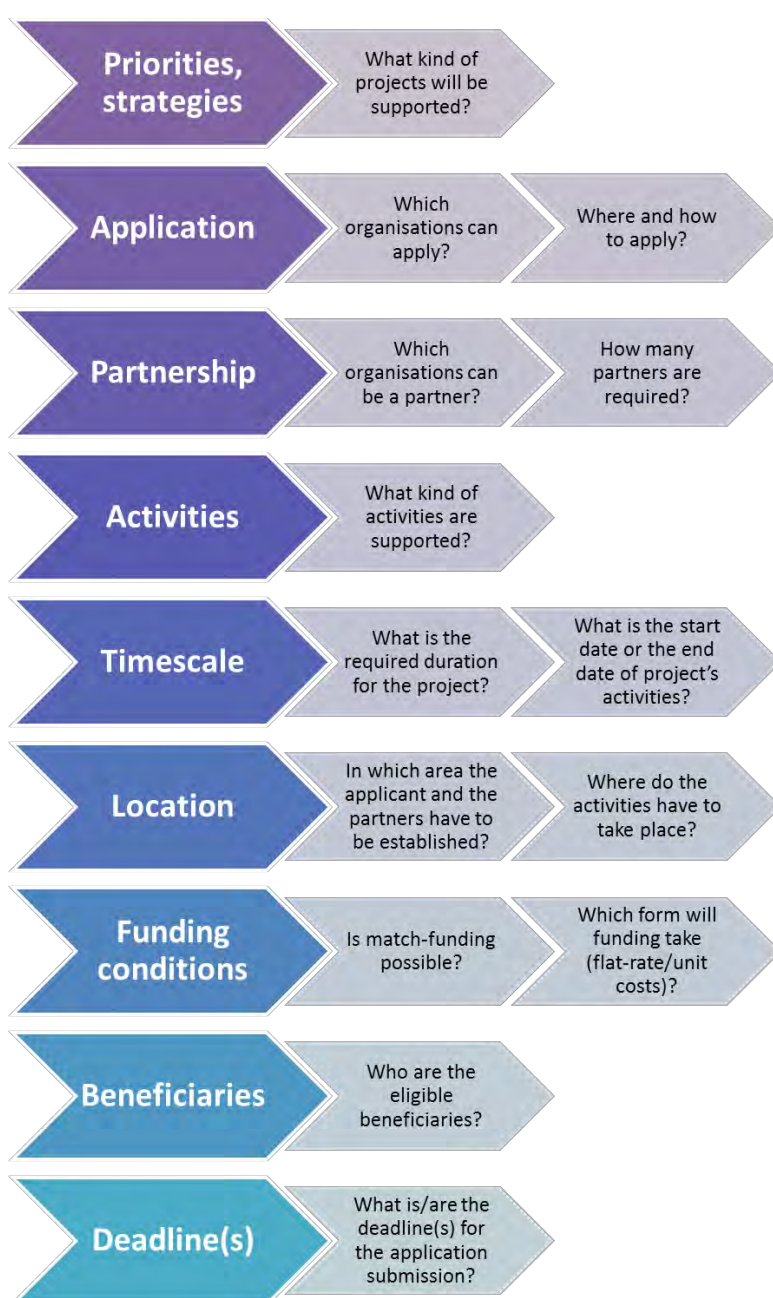 Priorities,
strategies
What kind of
projects will be
supported?
Application
Which
organisations can
apply?
Where and how
to apply?
Partnership
Which
organisations can
be a partner?
How many
partners are
required?
Activities
What kind of
activities are
supported?
Timescale
What is the
required duration
for the project?
What is the start
date or the end
date of project's
activities?
Location
In which area the
applicant and the
partners have to
be established?
Where do the
activities have to
take place?
Funding
conditions
Is match-funding
possible?
Which form will
funding take
(flat-rate/unit
costs)?
Beneficiaries
Who are the
eligible
beneficiaries?
Deadline(s)
What is/are the
deadline(s) for
the application
submission?